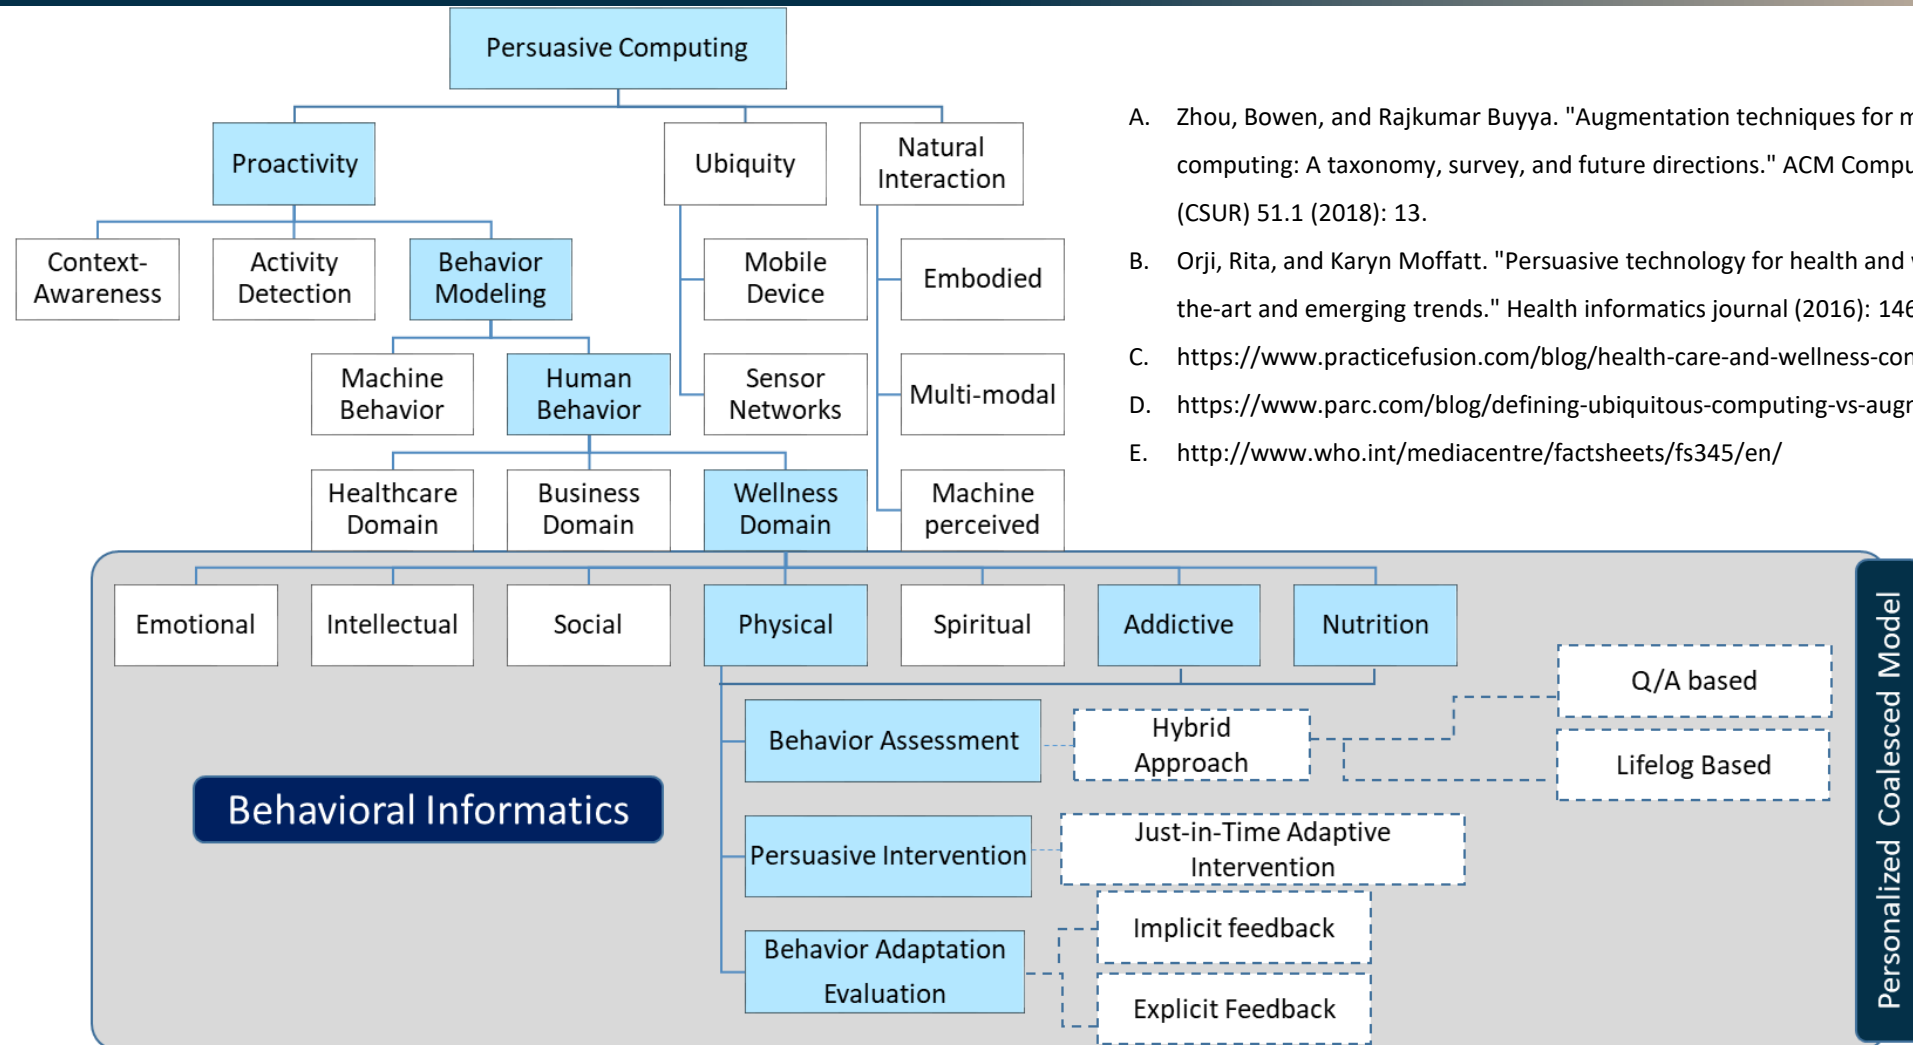 Persuasive Computing
Proactivity
Ubiquity
Natural
Interaction
Context-
Awareness
Activity
Detection
Behavior
Modeling
Mobile
Device
Embodied
Machine
Behavior
Human
Behavior
Sensor
Networks
Multi-modal
Healthcare
Domain
Business
Domain
Wellness
Domain
Machine
perceived
A. Zhou, Bowen, and Rajkumar Buyya. "Augmentation techniques for
computing: A taxonomy, survey, and future directions." ACM
(CSUR) 51.1 (2018): 13.
B. Orji, Rita, and Karyn Moffatt. "Persuasive technology for health and
the-art and emerging trends." Health informatics journal (2016):
C. https://www.practicefusion.com/blog/health-care-and-wellness-con
D. https://www.parc.com/blog/defining-ubiquitous-computing-vs-augm
E. http://www.who.int/mediacentre/factsheets/fs345/en/
Emotional
Intellectual
Social
Physical
Spiritual
Addictive
Nutrition
Behavior Assessment
Hybrid
Approach
Q/A based
Lifelog Based
Behavioral Informatics
Persuasive Intervention
Just-in-Time Adaptive
Intervention
Behavior Adaptation
Evaluation
Implicit feedback
Explicit Feedback
Personalized Coalesced Model